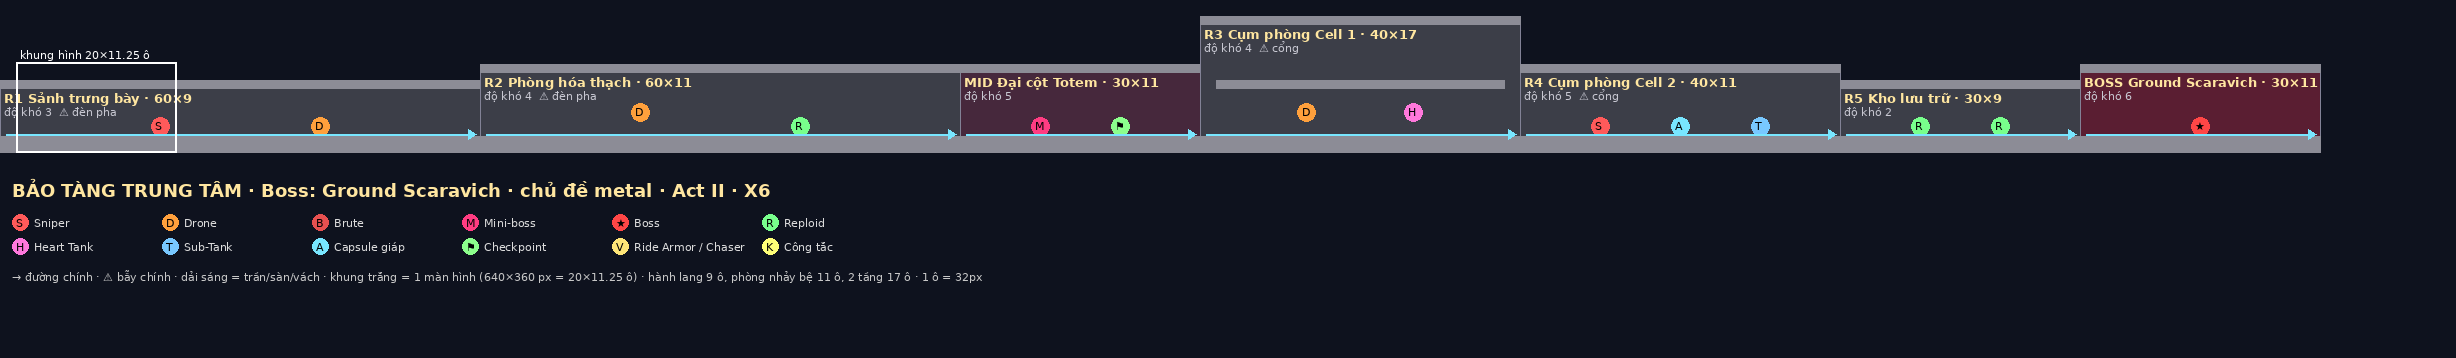 khung hình 20×11.25 ô
R1 Sảnh trưng bày · 60×9
độ khó 3 ⚠ đèn pha
S
D
R2 Phòng hóa thạch · 60×11
độ khó 4 ⚠ đèn pha
D
R
MID Đại cột Totem · 30×11
độ khó 5
M
⚑
R3 Cụm phòng Cell 1 · 40×17
độ khó 4 ⚠ cổng
D
H
R4 Cụm phòng Cell 2 · 40×11
độ khó 5 ⚠ cổng
S
A
T
R5 Kho lưu trữ · 30×9
độ khó 2
R
R
BOSS Ground Scaravich · 30×11
độ khó 6
★
BẢO TÀNG TRUNG TÂM · Boss: Ground Scaravich · chủ đề metal · Act II · X6
S Sniper D Drone B Brute M Mini-boss ★ Boss R Reploid
H Heart Tank T Sub-Tank A Capsule giáp ⚑ Checkpoint V Ride Armor / Chaser K Công tắc
→ đường chính · ⚠ bẫy chính · dải sáng = trần/sàn/vách · khung trắng = 1 màn hình (640×360 px = 20×11.25 ô) · hành lang 9 ô, phòng nhảy bệ 11 ô, 2 tầng 17 ô · 1 ô = 32px